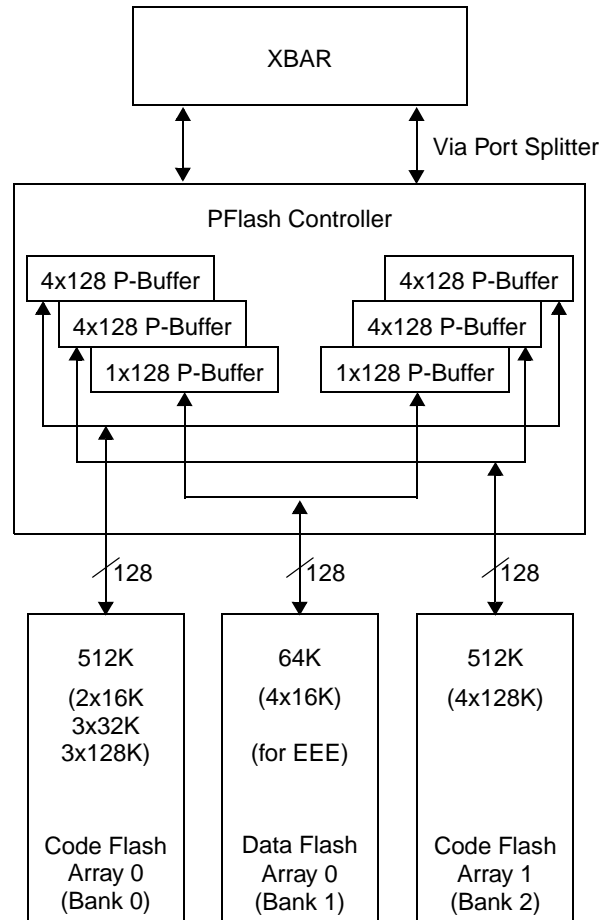 XBAR
Via Port Splitter
PFlash Controller
4x128 P-Buffer
4x128 P-Buffer
4x128 P-Buffer
4x128 P-Buffer
1x128 P-Buffer
1x128 P-Buffer
128
128
128
512K
(2x16K
3x32K
3x128K)
Code Flash
Array 0
(Bank 0)
64K
(4x16K)
(for EEE)
Data Flash
Array 0
(Bank 1)
512K
(4x128K)
Code Flash
Array 1
(Bank 2)